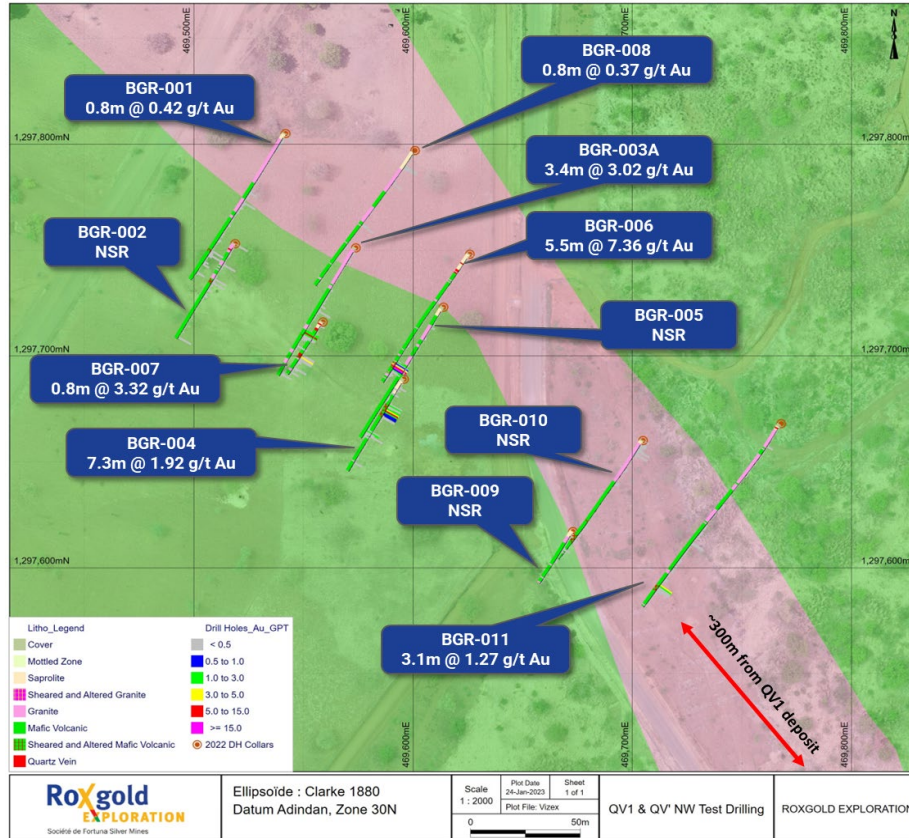 469,500mE
469,600mE
469,700mE
469,800mE
N
BGR-008
0.8m @ 0.37 g/t Au
BGR-001
0.8m @ 0.42 g/t Au
1,297,800mN
1,297,800mN
BGR-003A
3.4m @ 3.02 g/t Au
BGR-006
5.5m @ 7.36 g/t Au
BGR-002
NSR
BGR-005
NSR
1,297,700mN
1,297,700mN
BGR-007
0.8m @ 3.32 g/t Au
BGR-010
NSR
BGR-004
7.3m @ 1.92 g/t Au
BGR-009
NSR
1,297,600mN
1,297,600mN
BGR-011
3.1m @ 1.27 g/t Au
~300m from QV1 deposit
Litho_Legend
Cover
Mottled Zone
Saprolite
Sheared and Altered Granite
Granite
Mafic Volcanic
Sheared and Altered Mafic Volcanic
Quartz Vein
Drill Holes_Au_GPT
< 0.5
0.5 to 1.0
1.0 to 3.0
3.0 to 5.0
5.0 to 15.0
>= 15.0
2022 DH Collars
469,600mE
469,700mE
469,800mE
Roxgold
EXPLORATION
Société de Fortuna Silver Mines
Ellipsoïde : Clarke 1880
Datum Adindan, Zone 30N
Scale
1 : 2000
Plot Date
24-Jan-2023
Sheet
1 of 1
Plot File: Vizex
0 50m
QV1 & QV' NW Test Drilling
ROXGOLD EXPLORATION